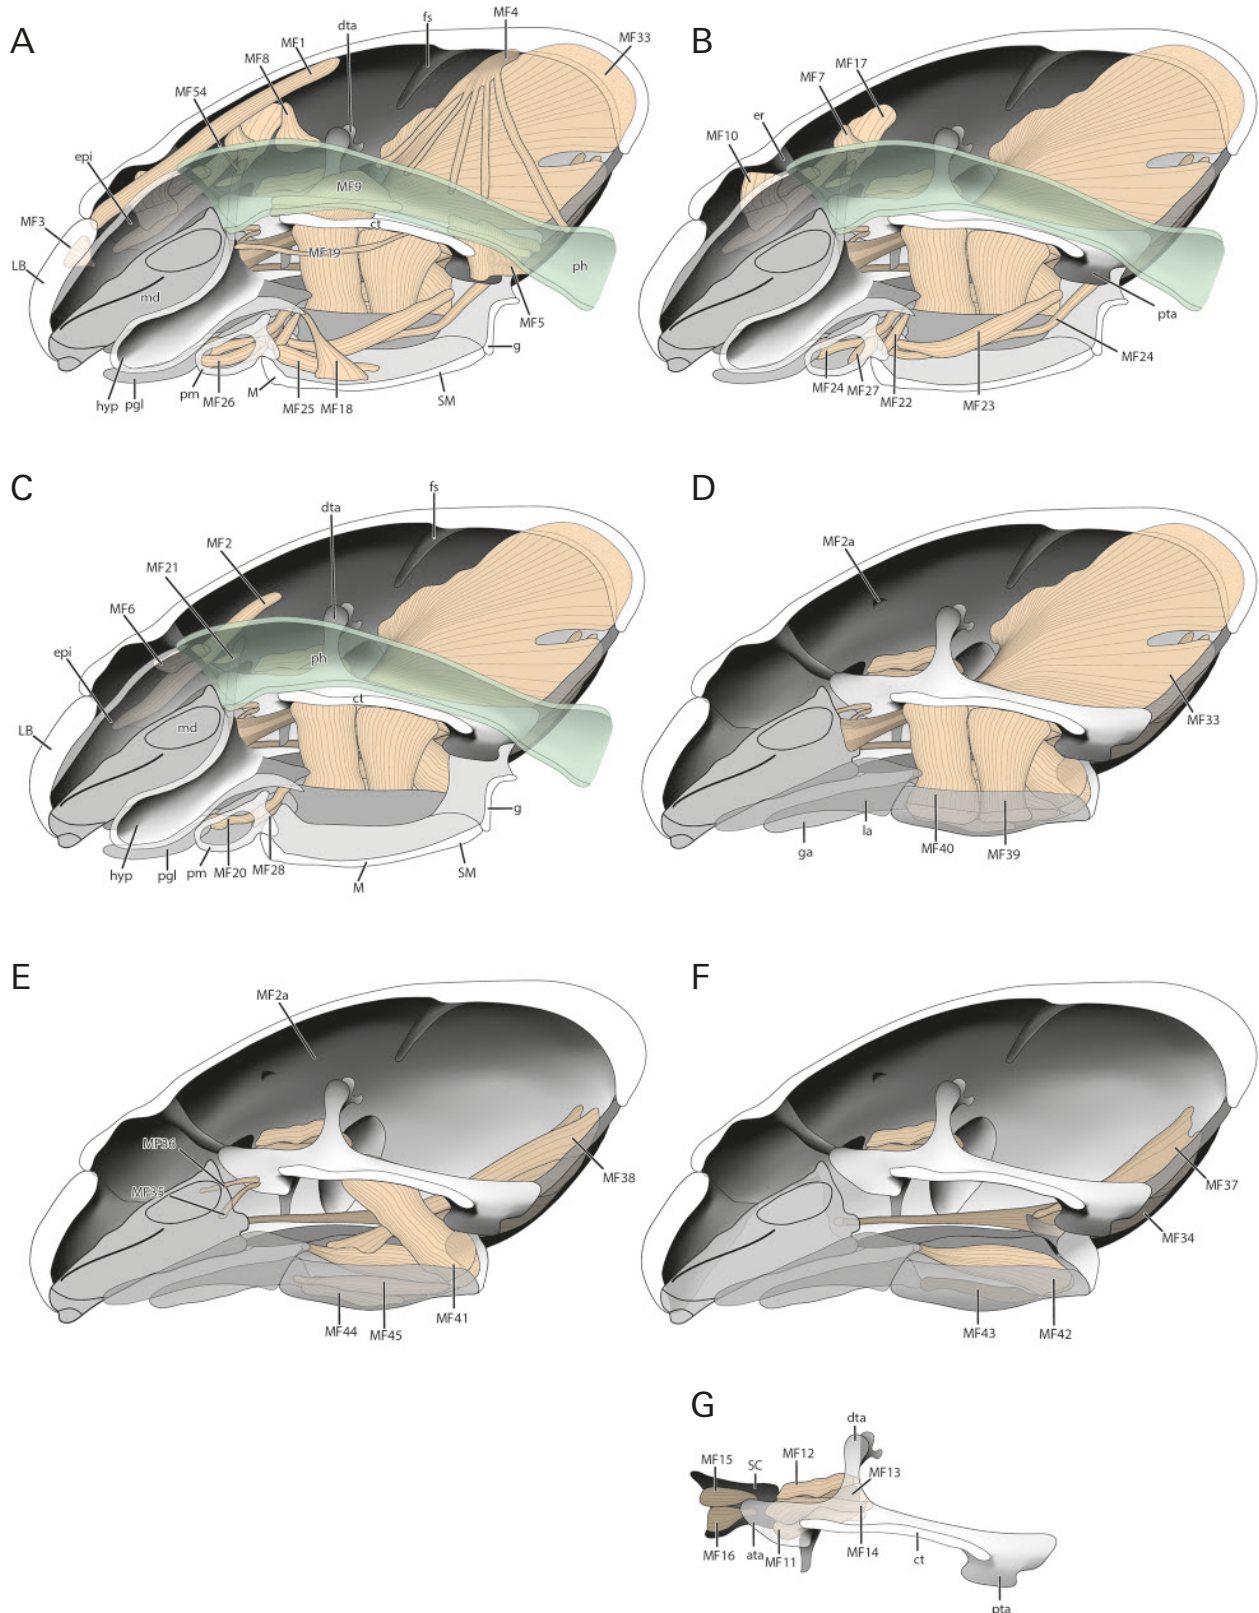 A
MF4
fs
dta
MF33
MF1
MF8
MF54
epi
MF9
MF3
ct
LB
MF19
ph
md
MF5
g
hyp pgl
pm
MF26
M
MF25 MF18
SM
B
MF17
MF7
er
MF10
pta
MF24
MF24
MF27
MF22
MF23
C
fs
dta
MF2
MF21
MF6
epi
ph
ct
LB
md
g
hyp
pgl
pm
MF20
MF28
M
SM
D
MF2a
MF33
ga
la
MF40
MF39
E
MF2a
MF36
MF35
MF38
MF44
MF45
MF41
F
MF37
MF34
MF43
MF42
G
dta
MF15
SC
MF12
MF13
MF16
ata
MF11
MF14
ct
pta